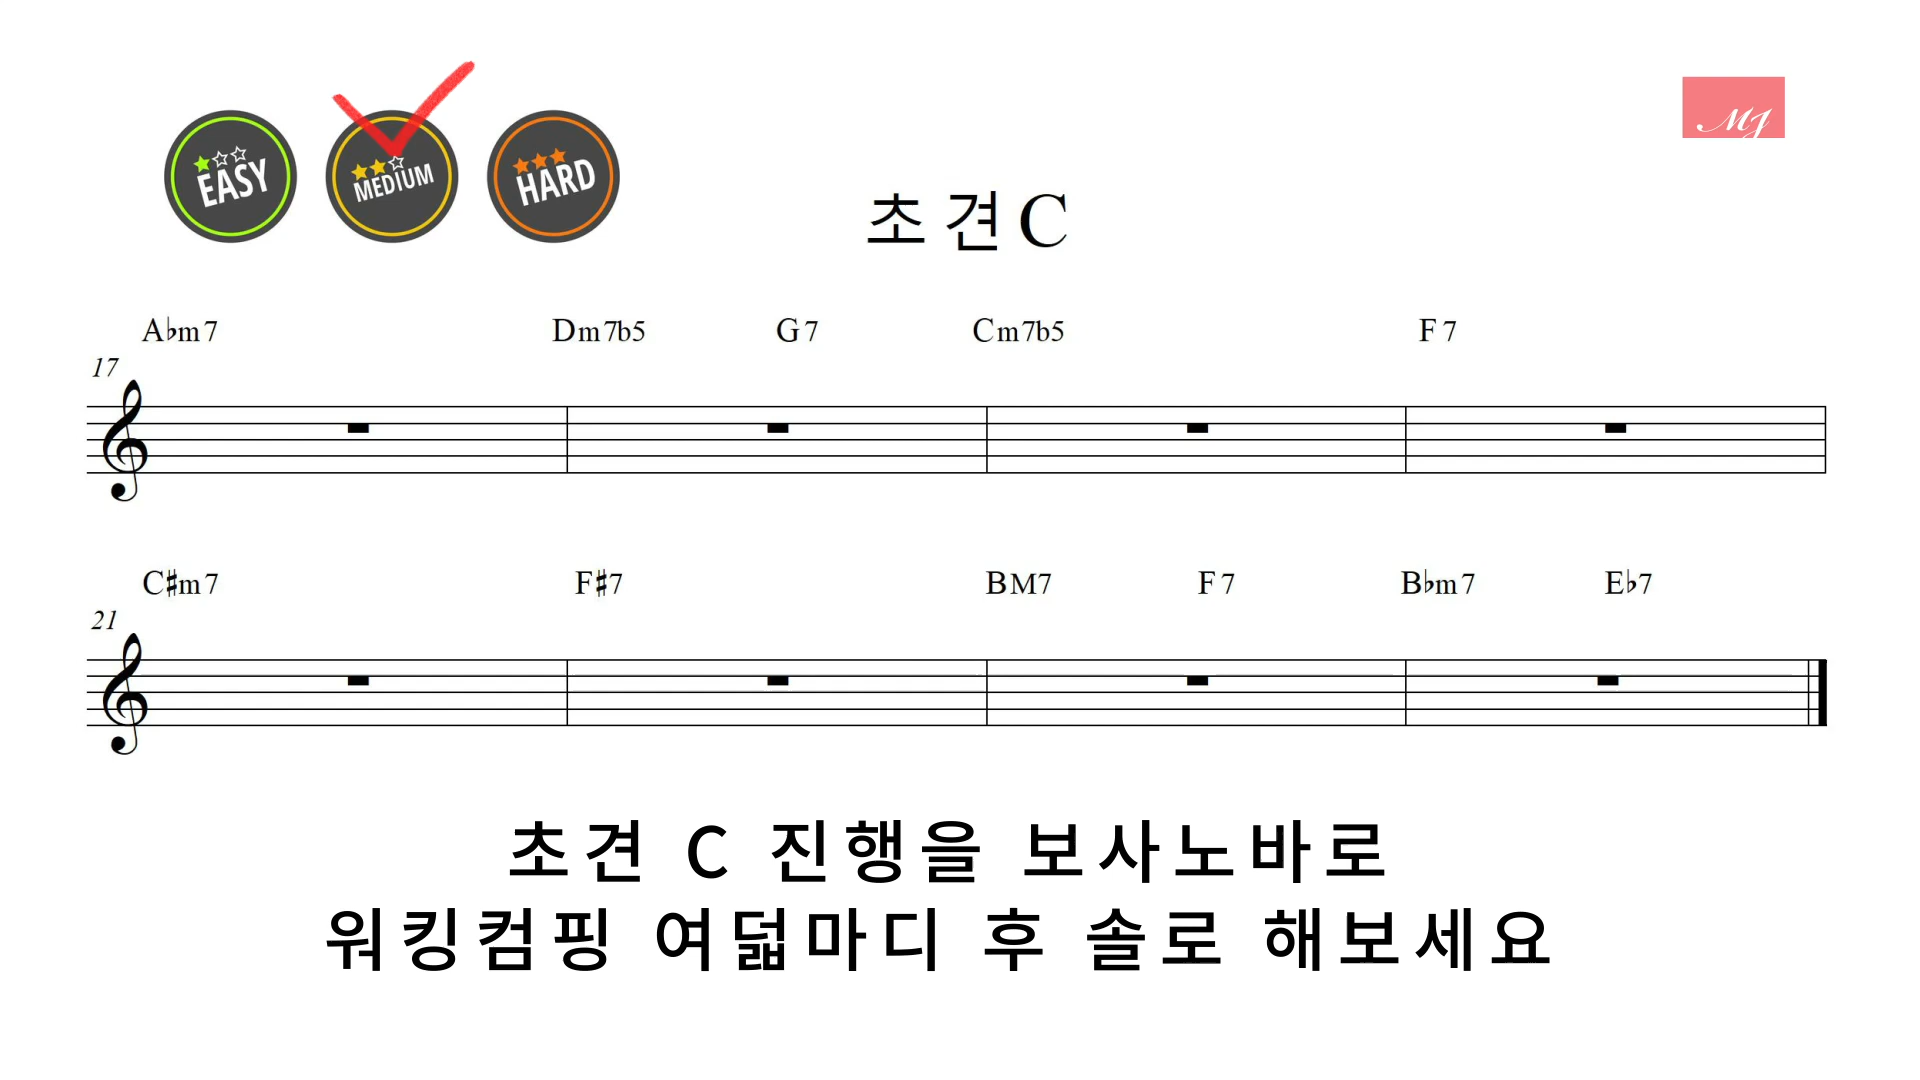 EASY MEDIUM HARD
MJ
초견C
A♭m7 Dm7b5 G7 Cm7b5 F7
17
C♯m7 F♯7 BM7 F7 B♭m7 E♭7
21
초견 C 진행을 보사노바로
워킹컴핑 여덟마디 후 솔로 해보세요